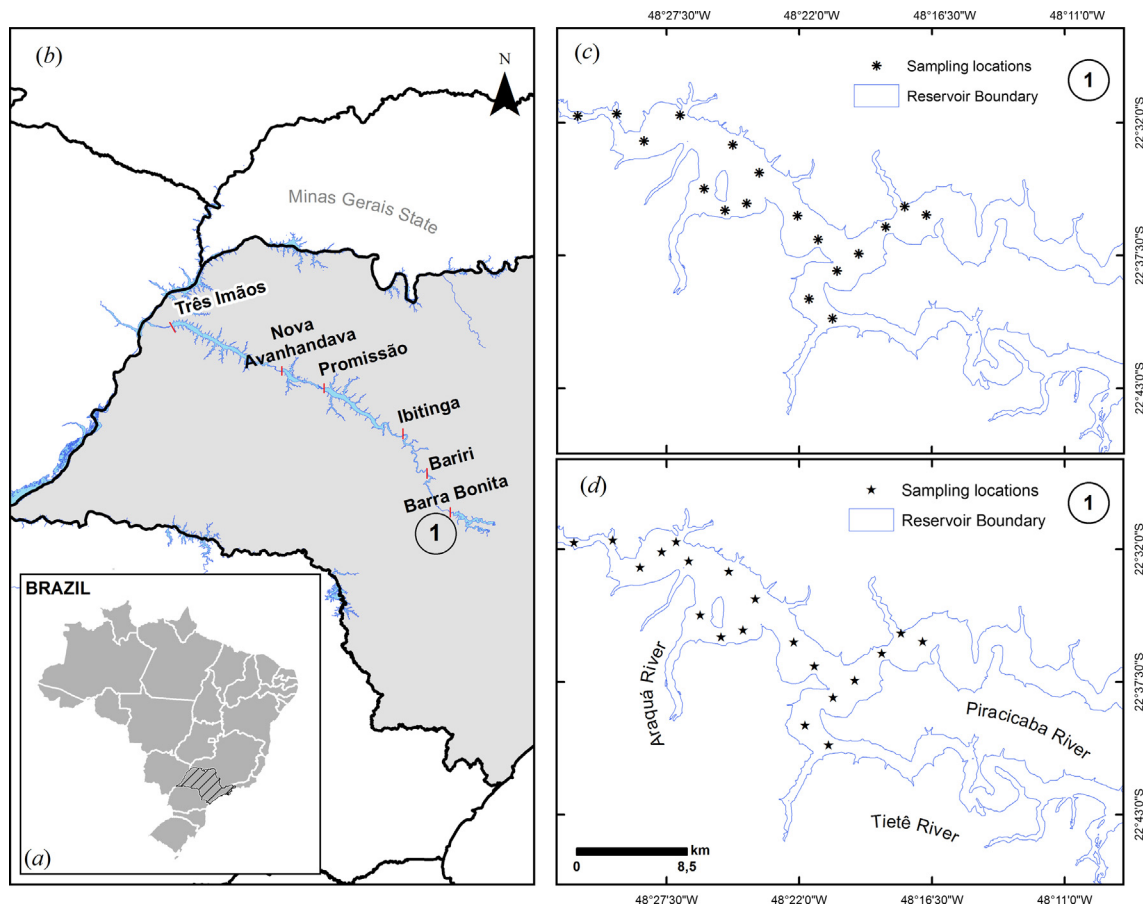 48°27'30"W 48°22'0"W 48°16'30"W 48°11'0"W
(b)
N
Minas Gerais State
Três Imãos
Nova
Avanhandava
Promissão
Ibitinga
Bariri
Barra Bonita
1
BRAZIL
(a)
(c)
Sampling locations
Reservoir Boundary
1
22°32'0"S
22°37'30"S
22°43'0"S
(d)
Sampling locations
Reservoir Boundary
1
Araquá River
Piracicaba River
Tietê River
km
0 8,5
22°32'0"S
22°37'30"S
22°43'0"S
48°27'30"W 48°22'0"W 48°16'30"W 48°11'0"W